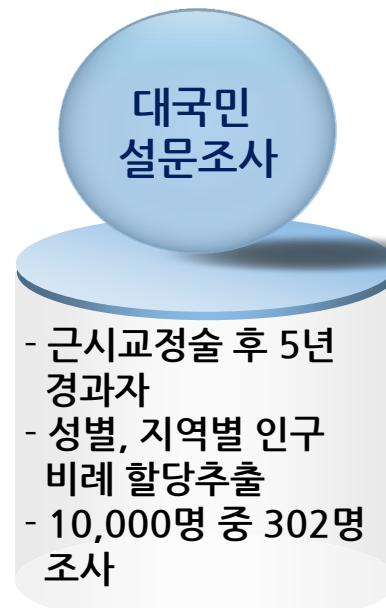 대국민
설문조사
- 근시교정술 후 5년
경과자
- 성별, 지역별 인구
비례 할당추출
- 10,000명 중 302명
조사